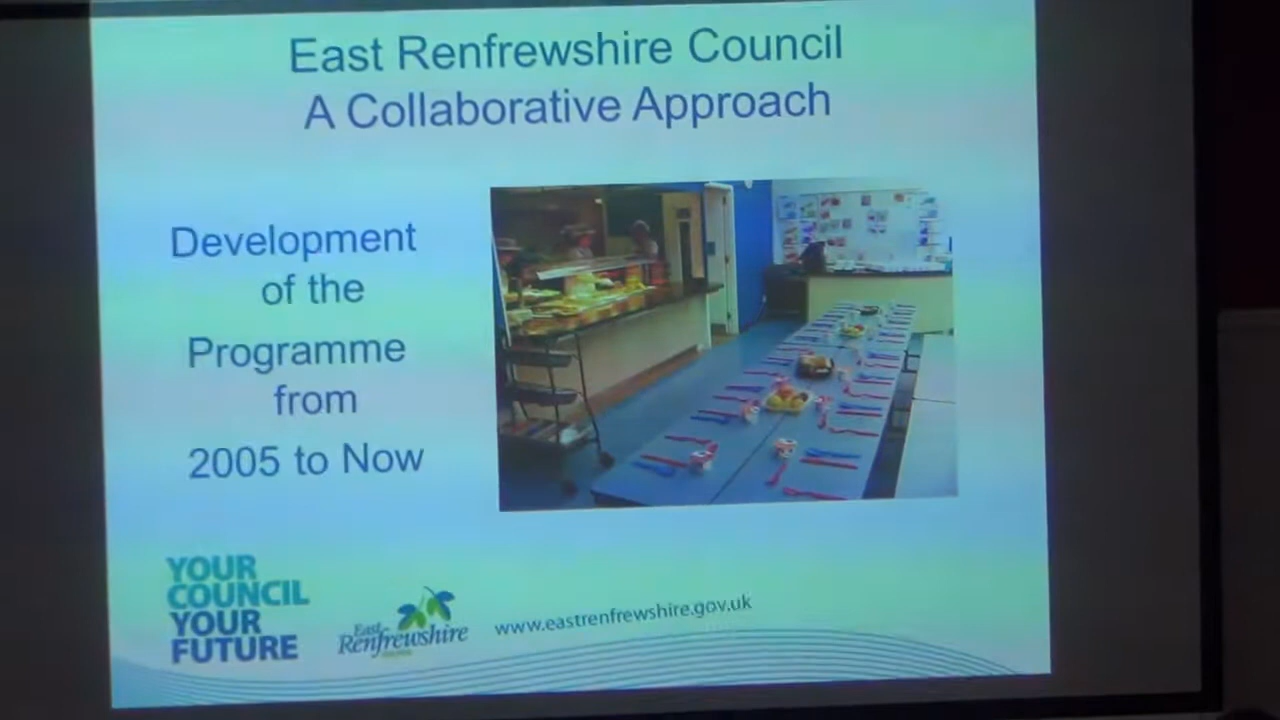 East Renfrewshire Council
A Collaborative Approach
Development
of the
Programme
from
2005 to Now
YOUR
COUNCIL
YOUR
FUTURE
East
Renfrewshire
www.eastrenfrewshire.gov.uk